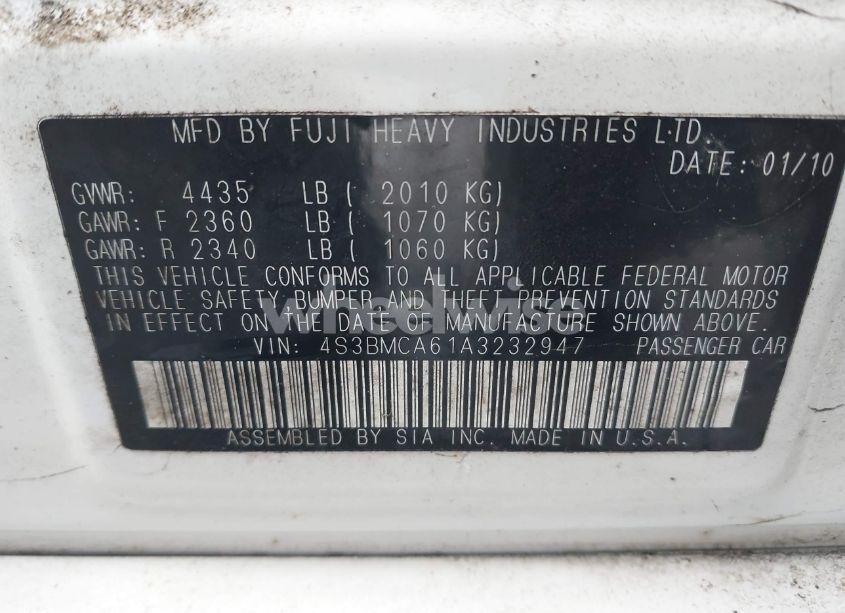 MFD BY FUJI HEAVY INDUSTRIES LTD.
DATE: 01/10
GVWR: 4435 LB ( 2010 KG)
GAWR: F 2360 LB ( 1070 KG)
GAWR: R 2340 LB ( 1060 KG)
THIS VEHICLE CONFORMS TO ALL APPLICABLE FEDERAL MOTOR
VEHICLE SAFETY, BUMPER AND THEFT PREVENTION STANDARDS
IN EFFECT ON THE DATE OF MANUFACTURE SHOWN ABOVE.
wheelwise
VIN: 4S3BMCA61A3232947 PASSENGER CAR
ASSEMBLED BY SIA INC. MADE IN U.S.A.